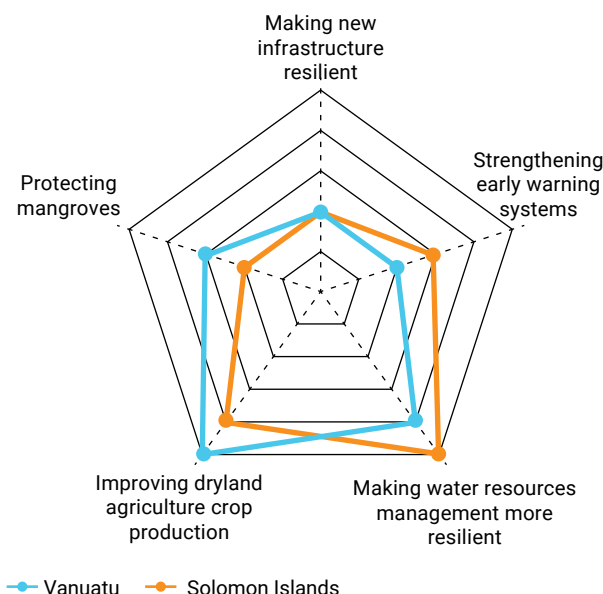 Making new
infrastructure
resilient
Strengthening
early warning
systems
Protecting
mangroves
Improving dryland
agriculture crop
production
Making water resources
management more
resilient
Vanuatu
Solomon Islands